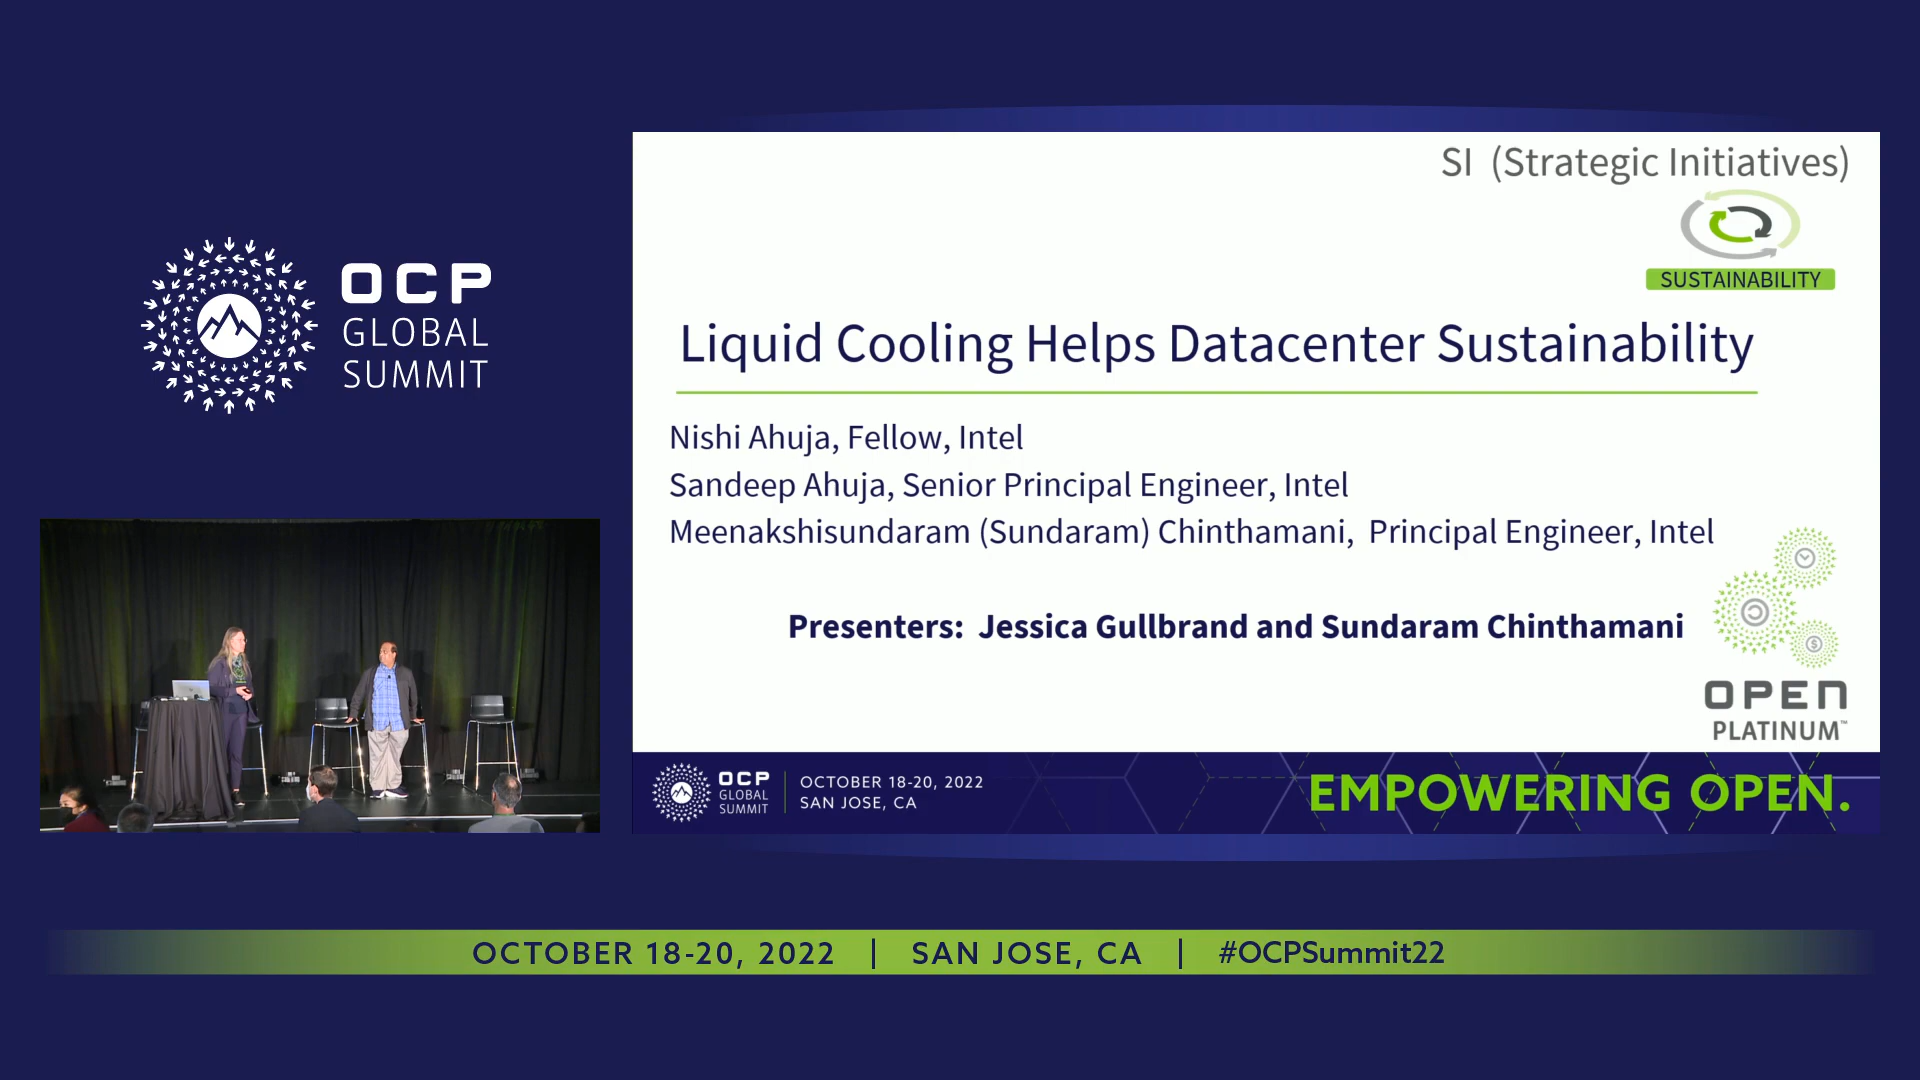 OCP
GLOBAL
SUMMIT
SI (Strategic Initiatives)
SUSTAINABILITY
Liquid Cooling Helps Datacenter Sustainability
Nishi Ahuja, Fellow, Intel
Sandeep Ahuja, Senior Principal Engineer, Intel
Meenakshisundaram (Sundaram) Chinthamani, Principal Engineer, Intel
Presenters: Jessica Gullbrand and Sundaram Chinthamani
OPEN
PLATINUM™
OCP
GLOBAL
SUMMIT
OCTOBER 18-20, 2022
SAN JOSE, CA
EMPOWERING OPEN.
OCTOBER 18-20, 2022 | SAN JOSE, CA | #OCPSummit22